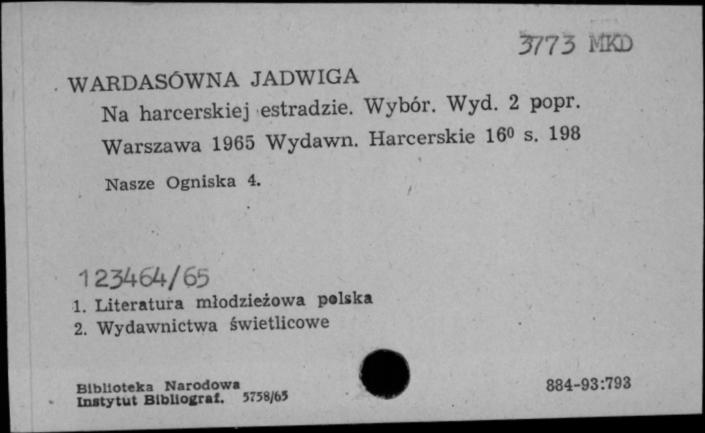 3773 MKD
WARDASÓWNA JADWIGA
Na harcerskiej estradzie. Wybór. Wyd. 2 popr.
Warszawa 1965 Wydawn. Harcerskie 16⁰ s. 198
Nasze Ogniska 4.
123464/65
1. Literatura młodzieżowa polska
2. Wydawnictwa świetlicowe
Biblioteka Narodowa
Instytut Bibliograf. 5758/65
884-93:793